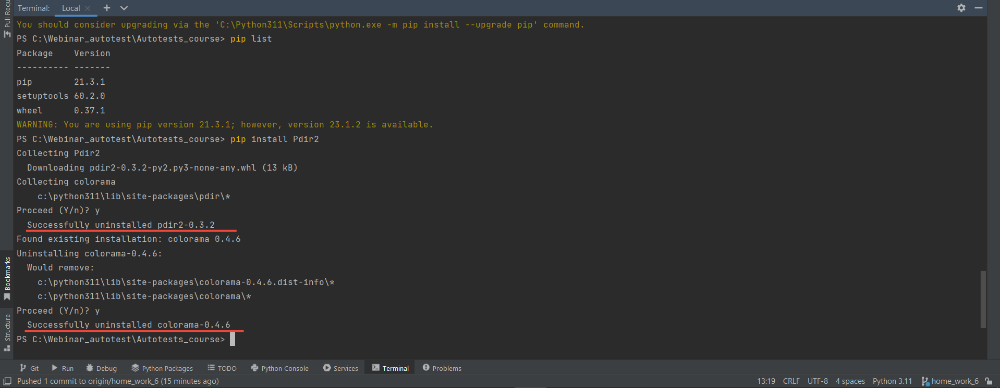 Terminal: Local
You should consider upgrading via the 'C:\Python311\Scripts\python.exe -m pip install --upgrade pip' command.
PS C:\Webinar_autotest\Autotests_course> pip list
Package    Version
---------- -------
pip        21.3.1
setuptools 60.2.0
wheel      0.37.1
WARNING: You are using pip version 21.3.1; however, version 23.1.2 is available.
PS C:\Webinar_autotest\Autotests_course> pip install Pdir2
Collecting Pdir2
  Downloading pdir2-0.3.2-py2.py3-none-any.whl (13 kB)
Collecting colorama
    c:\python311\lib\site-packages\pdir\*
Proceed (Y/n)? y
  Successfully uninstalled pdir2-0.3.2
Found existing installation: colorama 0.4.6
Uninstalling colorama-0.4.6:
  Would remove:
    c:\python311\lib\site-packages\colorama-0.4.6.dist-info\*
    c:\python311\lib\site-packages\colorama\*
Proceed (Y/n)? y
  Successfully uninstalled colorama-0.4.6
PS C:\Webinar_autotest\Autotests_course>
Pull Requ
Bookmarks
Structure
Git Run Debug Python Packages TODO Python Console Services Terminal Problems
Pushed 1 commit to origin/home_work_6 (15 minutes ago) 13:19 CRLF UTF-8 4 spaces Python 3.11 home_work_6